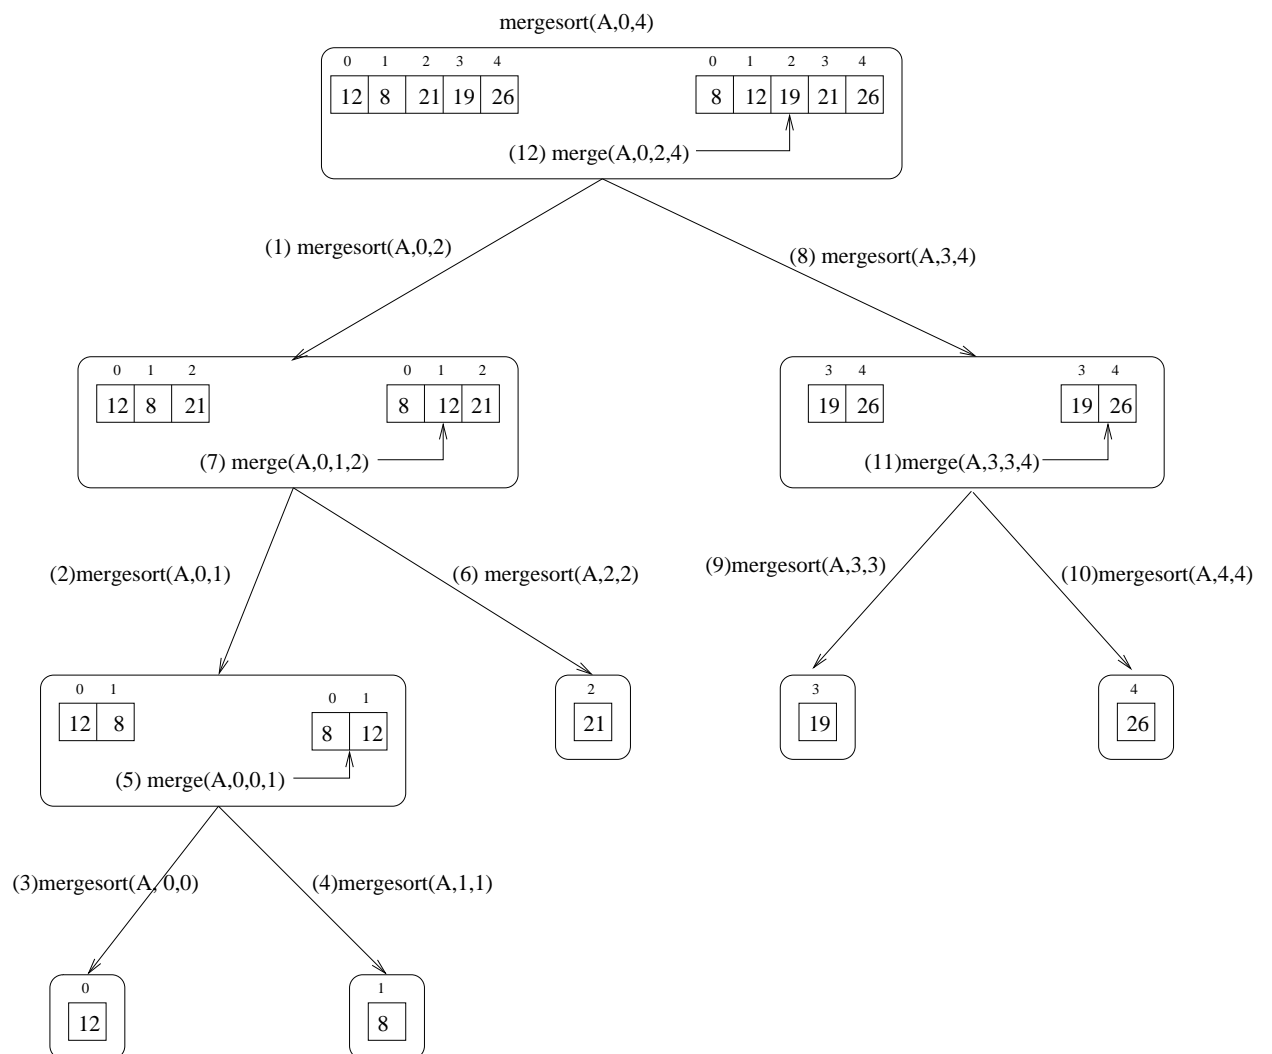 mergesort(A,0,4)
0 1 2 3 4
12 8 21 19 26
0 1 2 3 4
8 12 19 21 26
(12) merge(A,0,2,4)
(1) mergesort(A,0,2)
(8) mergesort(A,3,4)
0 1 2
12 8 21
0 1 2
8 12 21
(7) merge(A,0,1,2)
3 4
19 26
3 4
19 26
(11)merge(A,3,3,4)
(2)mergesort(A,0,1)
(6) mergesort(A,2,2)
(9)mergesort(A,3,3)
(10)mergesort(A,4,4)
0 1
12 8
0 1
8 12
(5) merge(A,0,0,1)
2
21
3
19
4
26
(3)mergesort(A, 0,0)
(4)mergesort(A,1,1)
0
12
1
8